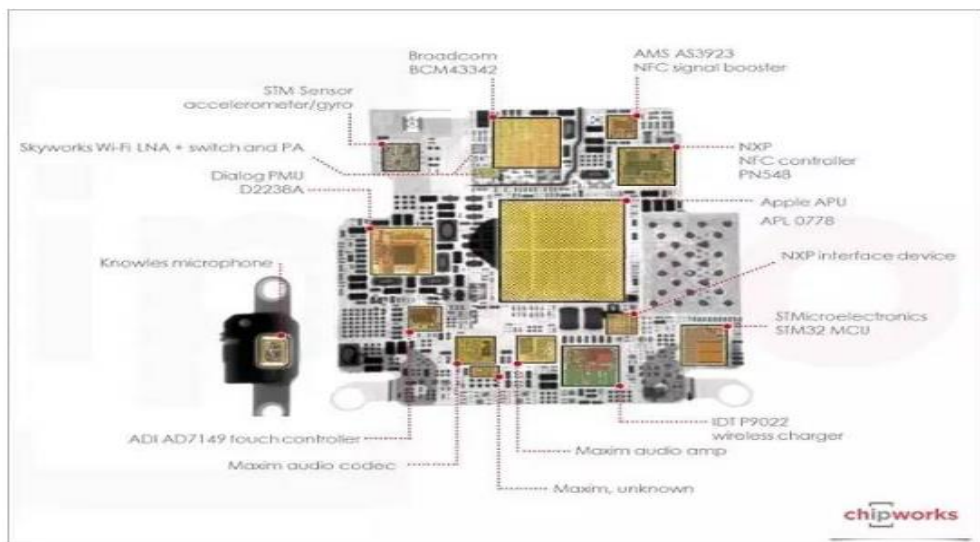 Broadcom
BCM43342
AMS AS3923
NFC signal booster
STM Sensor
accelerometer/gyro
Skyworks Wi-Fi LNA + switch and PA
NXP
NFC controller
PN548
Dialog PMU
D2238A
Apple APU
APL 0778
Knowles microphone
NXP interface device
STMicroelectronics
STM32 MCU
ADI AD7149 touch controller
IDT P9022
wireless charger
Maxim audio codec
Maxim audio amp
Maxim, unknown
chipworks